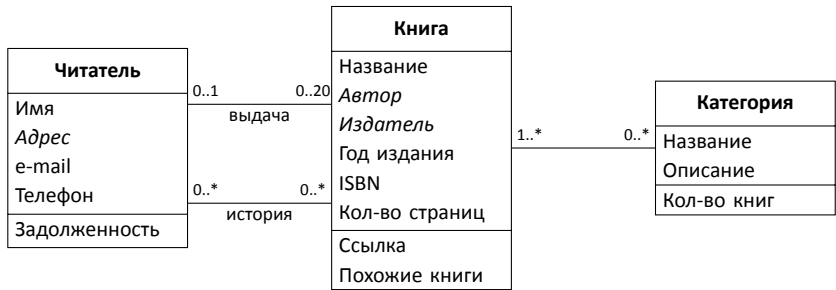 Читатель
Имя
Адрес
e-mail
Телефон
Задолженность
0..1
0..20
выдача
0..*
0..*
история
Книга
Название
Автор
Издатель
Год издания
ISBN
Кол-во страниц
Ссылка
Похожие книги
1..*
0..*
Категория
Название
Описание
Кол-во книг